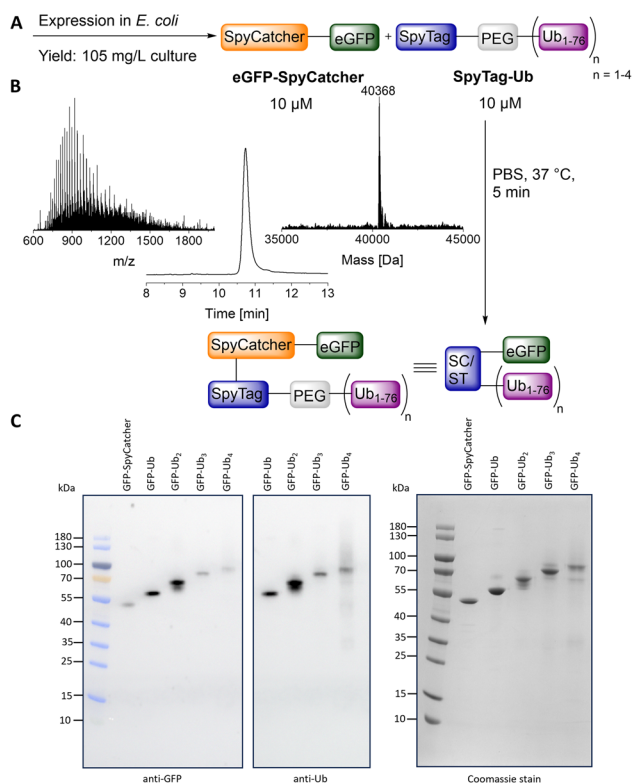 A
Expression in E. coli
Yield: 105 mg/L culture
SpyCatcher eGFP + SpyTag PEG (Ub1-76)n
n = 1-4
B
eGFP-SpyCatcher SpyTag-Ub
10 µM 10 µM
40368
PBS, 37 °C,
5 min
600 900 1200 1500 1800
m/z
35000 40000 45000
Mass [Da]
8 9 10 11 12 13
Time [min]
SpyCatcher eGFP
SpyTag PEG (Ub1-76)n
SC/
ST
eGFP
(Ub1-76)n
C
kDa
GFP-SpyCatcher
GFP-Ub
GFP-Ub2
GFP-Ub3
GFP-Ub4
GFP-Ub
GFP-Ub2
GFP-Ub3
GFP-Ub4
kDa
GFP-SpyCatcher
GFP-Ub
GFP-Ub2
GFP-Ub3
GFP-Ub4
180
130
100
70
55
40
35
25
15
10
180
130
100
70
55
40
35
25
15
10
anti-GFP
anti-Ub
Coomassie stain